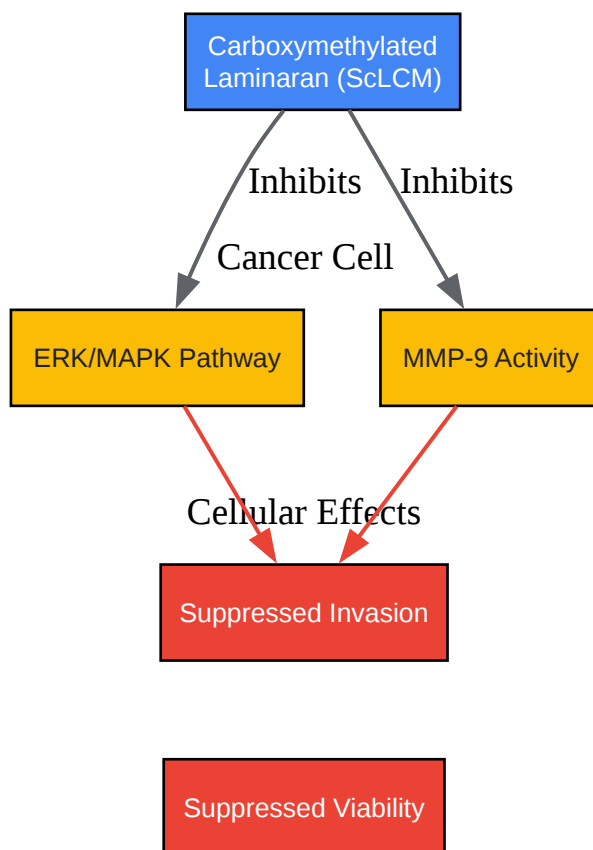 Carboxymethylated
Laminaran (ScLCM)
Inhibits
Inhibits
Cancer Cell
ERK/MAPK Pathway
MMP-9 Activity
Cellular Effects
Suppressed Invasion
Suppressed Viability